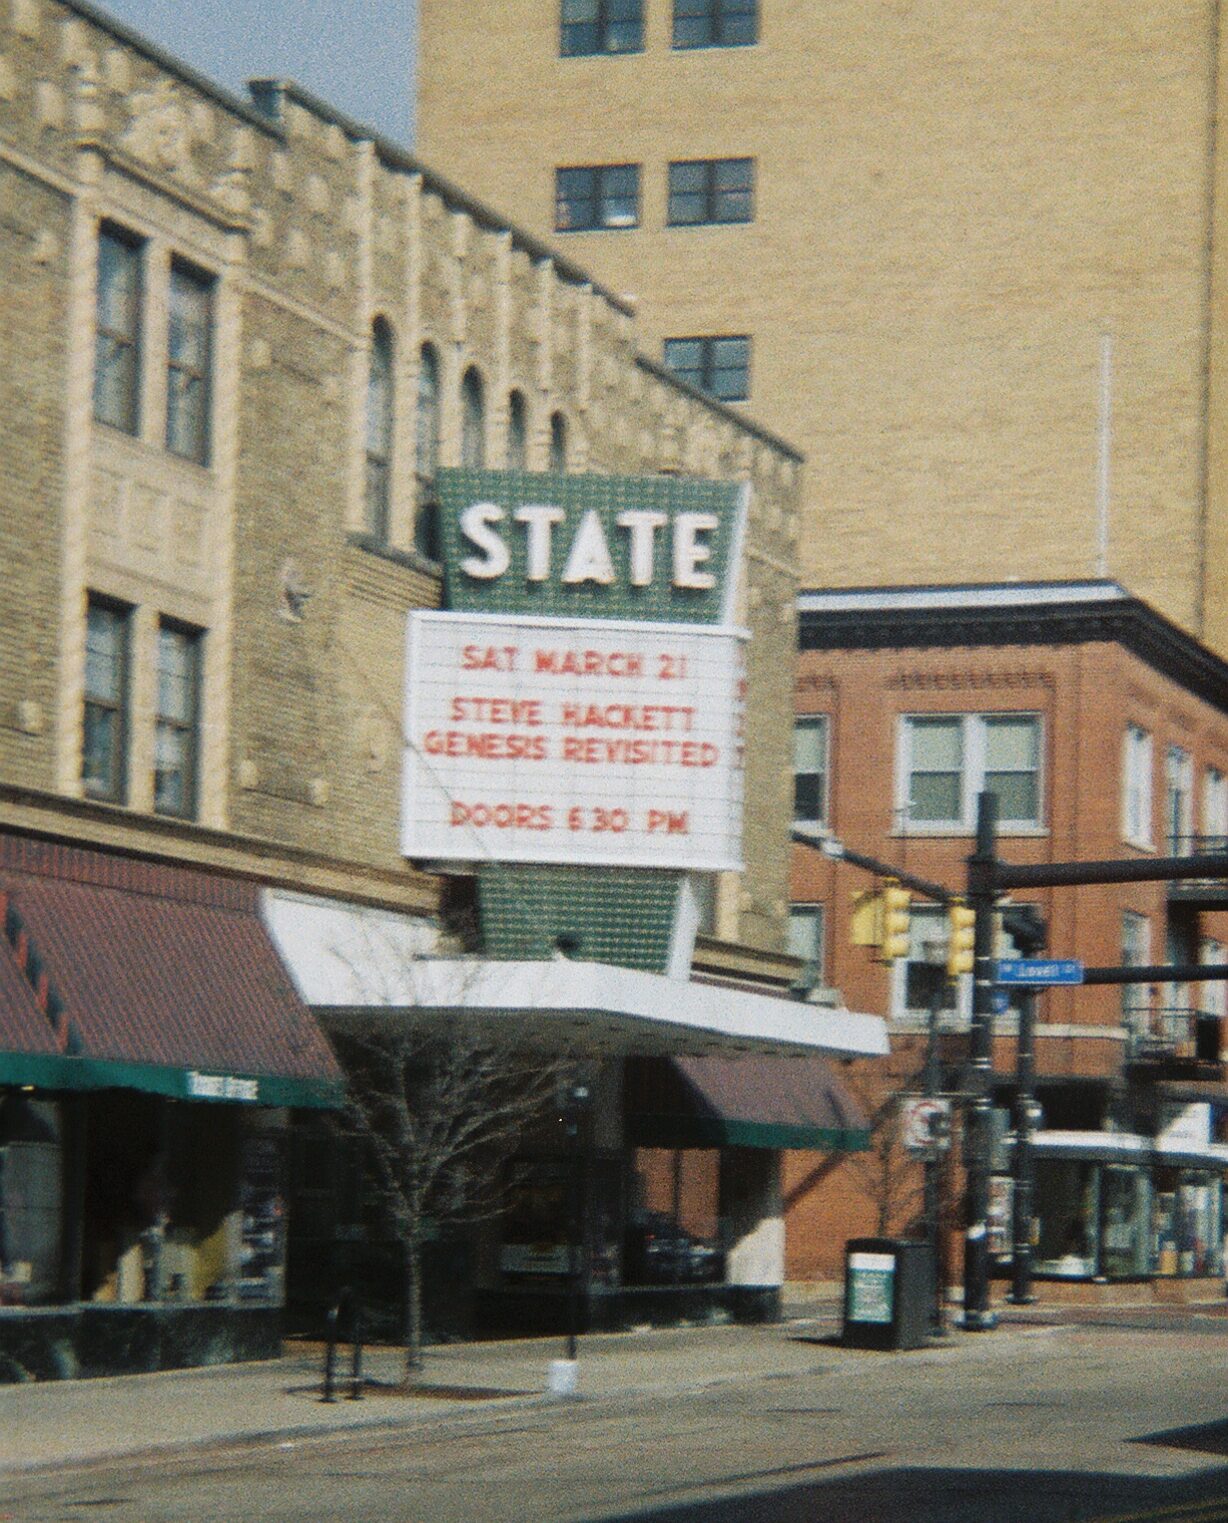 STATE
SAT MARCH 21
STEVE HACKETT
GENESIS REVISITED
DOORS 6 30 PM
Lovell